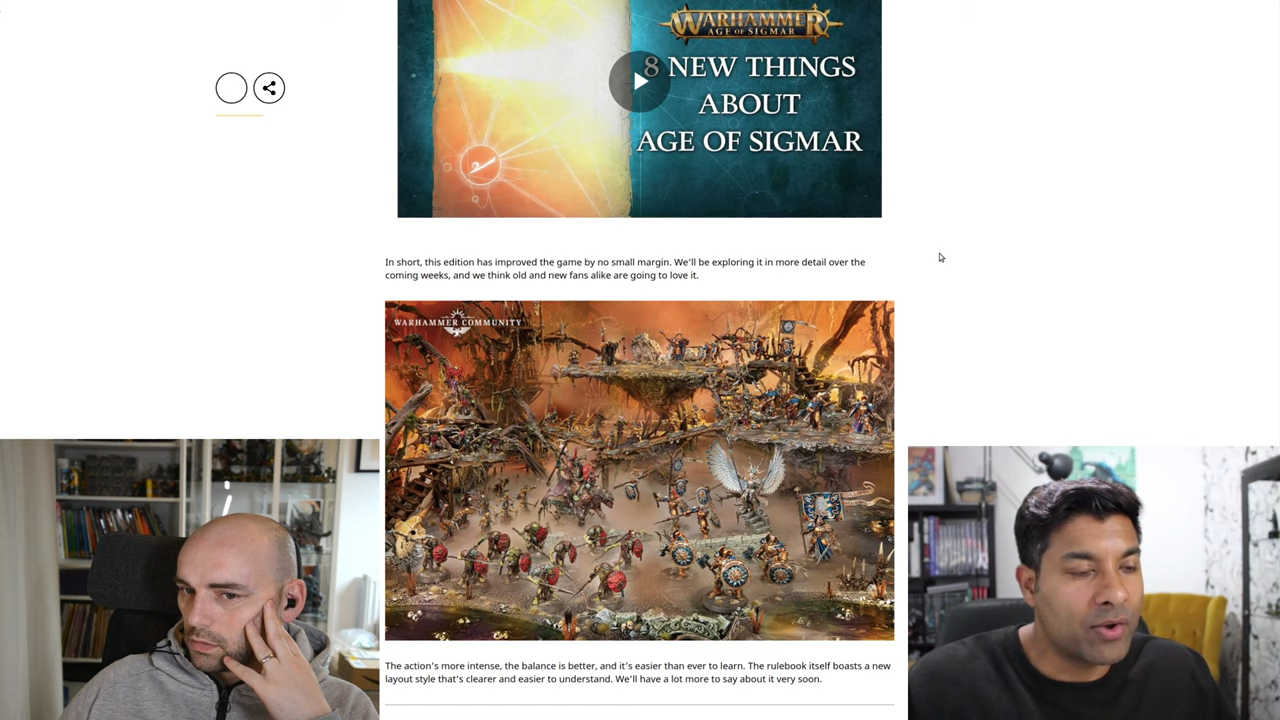 WARHAMMER
AGE OF SIGMAR
8 NEW THINGS
ABOUT
AGE OF SIGMAR
In short, this edition has improved the game by no small margin. We'll be exploring it in more detail over the
coming weeks, and we think old and new fans alike are going to love it.
WARHAMMER COMMUNITY
The action's more intense, the balance is better, and it's easier than ever to learn. The rulebook itself boasts a new
layout style that's clearer and easier to understand. We'll have a lot more to say about it very soon.